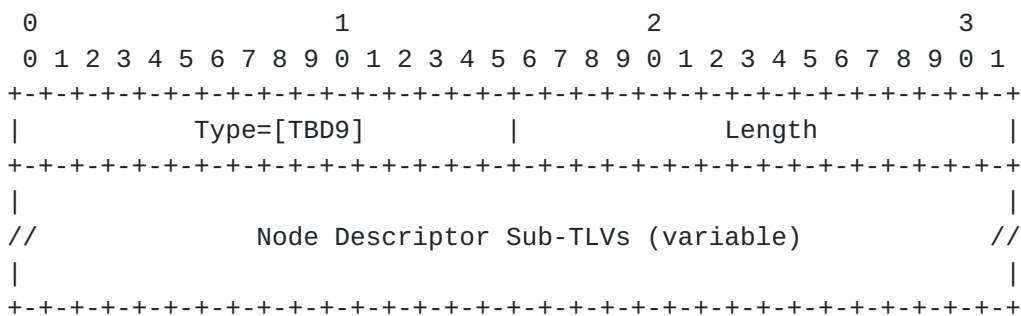 0                   1                   2                   3
 0 1 2 3 4 5 6 7 8 9 0 1 2 3 4 5 6 7 8 9 0 1 2 3 4 5 6 7 8 9 0 1
+-+-+-+-+-+-+-+-+-+-+-+-+-+-+-+-+-+-+-+-+-+-+-+-+-+-+-+-+-+-+-+-+
|           Type=[TBD9]         |             Length            |
+-+-+-+-+-+-+-+-+-+-+-+-+-+-+-+-+-+-+-+-+-+-+-+-+-+-+-+-+-+-+-+-+
|                                                               |
//              Node Descriptor Sub-TLVs (variable)            //
|                                                               |
+-+-+-+-+-+-+-+-+-+-+-+-+-+-+-+-+-+-+-+-+-+-+-+-+-+-+-+-+-+-+-+-+